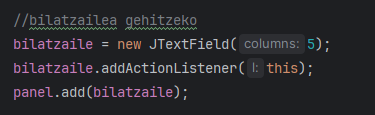 //bilatzailea gehitzeko
bilatzaile = new JTextField( columns: 5);
bilatzaile.addActionListener( l: this);
panel.add(bilatzaile);